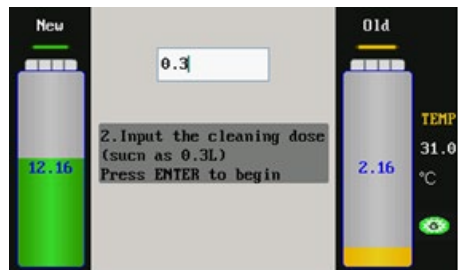 New
Old
0.3
2.Input the cleaning dose
(sucn as 0.3L)
Press ENTER to begin
12.16
2.16
TEMP
31.0
°C